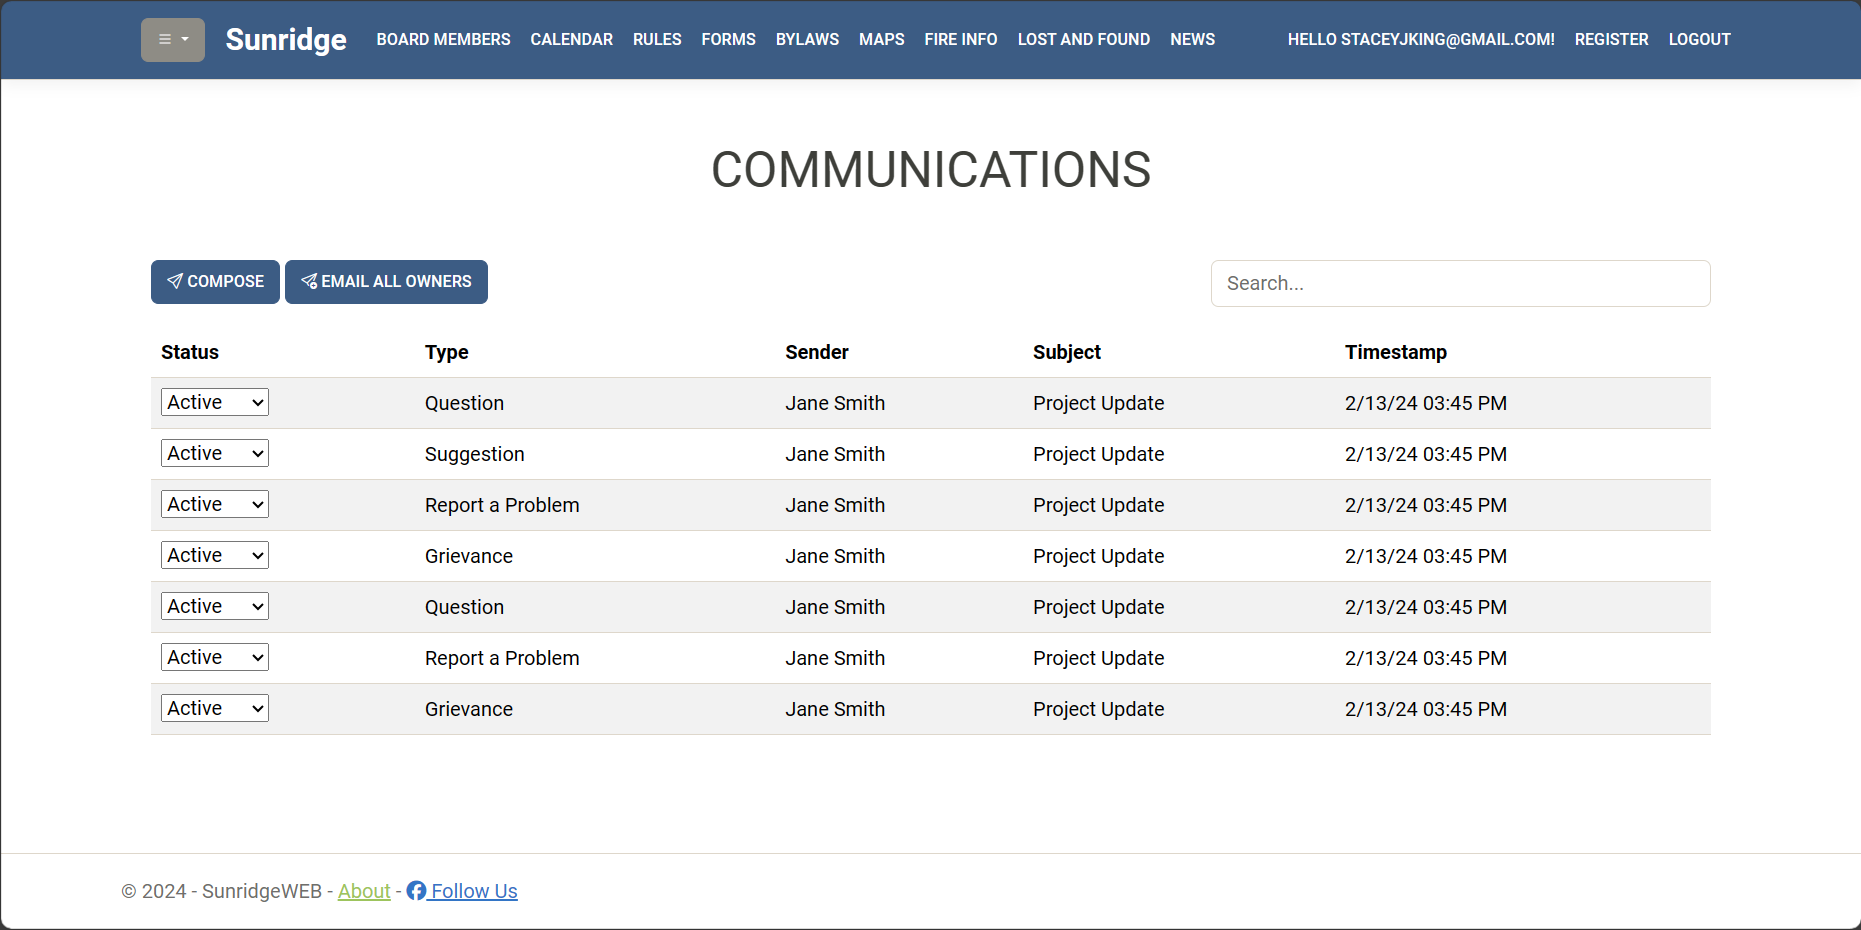 Sunridge BOARD MEMBERS CALENDAR RULES FORMS BYLAWS MAPS FIRE INFO LOST AND FOUND NEWS HELLO STACEYJKING@GMAIL.COM! REGISTER LOGOUT
COMMUNICATIONS
COMPOSE EMAIL ALL OWNERS Search...
Status Type Sender Subject Timestamp
Active Question Jane Smith Project Update 2/13/24 03:45 PM
Active Suggestion Jane Smith Project Update 2/13/24 03:45 PM
Active Report a Problem Jane Smith Project Update 2/13/24 03:45 PM
Active Grievance Jane Smith Project Update 2/13/24 03:45 PM
Active Question Jane Smith Project Update 2/13/24 03:45 PM
Active Report a Problem Jane Smith Project Update 2/13/24 03:45 PM
Active Grievance Jane Smith Project Update 2/13/24 03:45 PM
© 2024 - SunridgeWEB - About - Follow Us